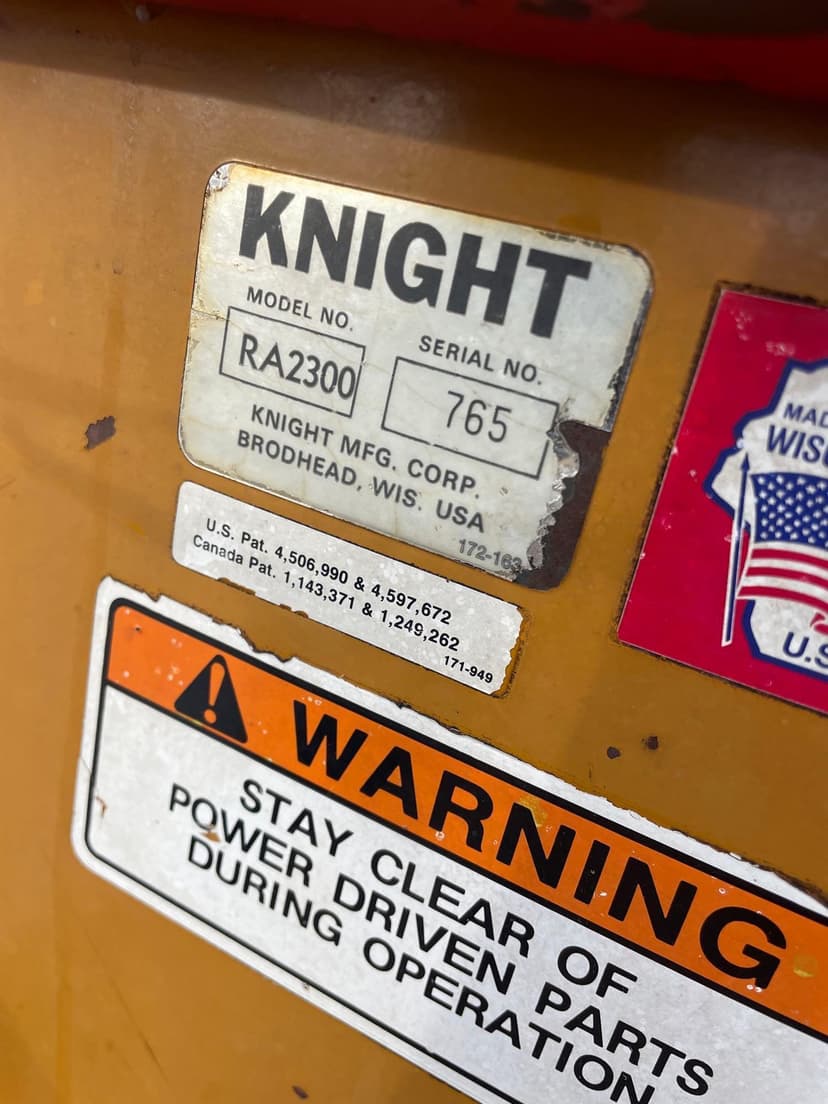 KNIGHT
MODEL NO.
SERIAL NO.
RA2300
765
KNIGHT MFG. CORP.
BRODHEAD, WIS. USA
172-163
U.S. Pat. 4,506,990 & 4,597,672
Canada Pat. 1,143,371 & 1,249,262
171-949
WARNING
STAY CLEAR OF
POWER DRIVEN PARTS
DURING OPERATION
MAD
WISC
U.S